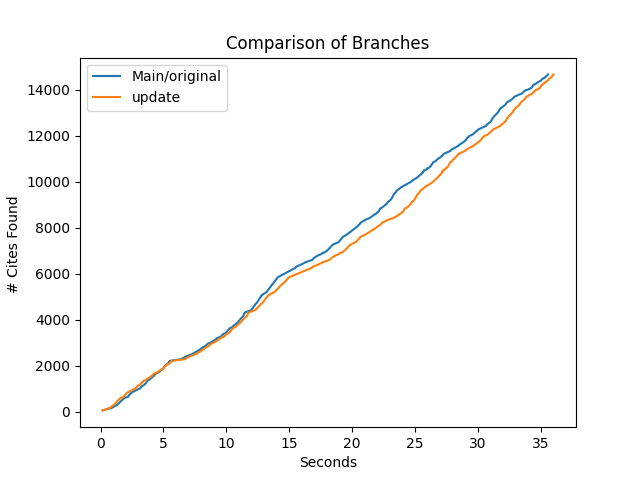 Comparison of Branches
Main/original
update
14000
12000
10000
8000
6000
4000
2000
0
# Cites Found
0 5 10 15 20 25 30 35
Seconds